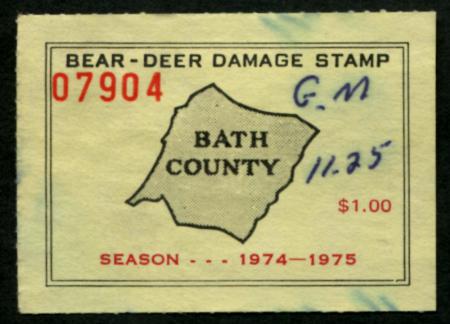 BEAR - DEER DAMAGE STAMP
07904
G.M
BATH
COUNTY
11.25
$1.00
SEASON - - - 1974—1975